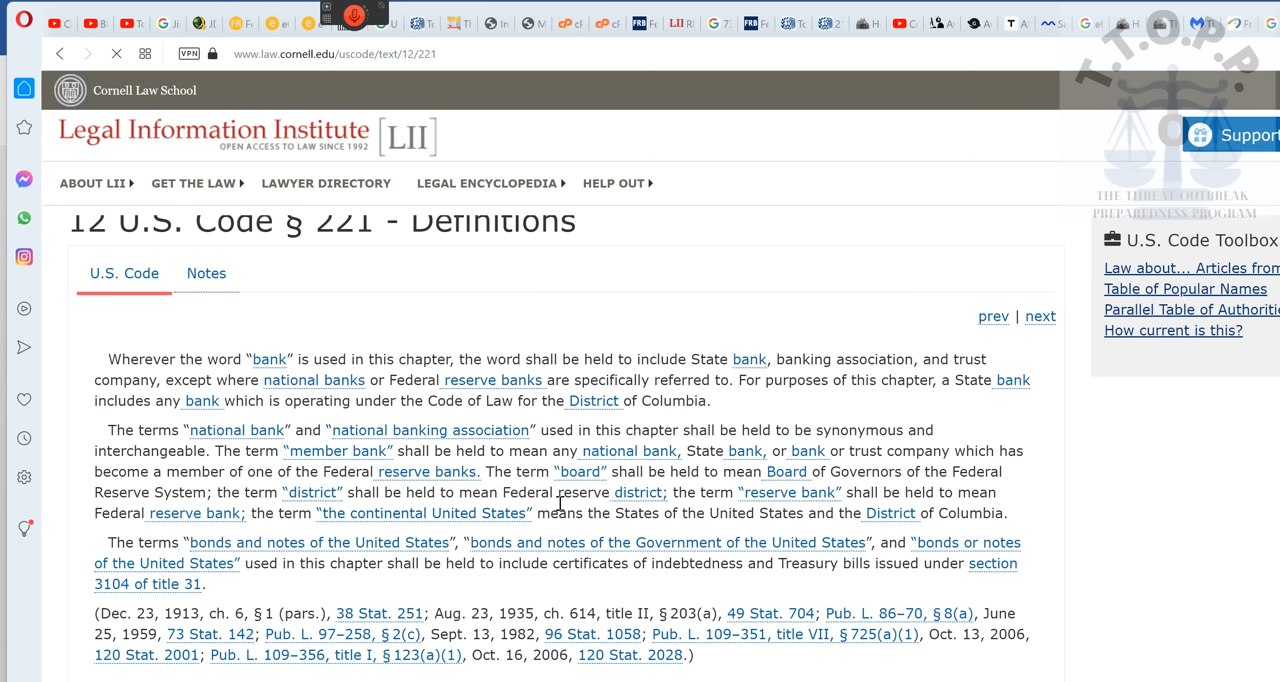 VPN www.law.cornell.edu/uscode/text/12/221
T.T.O.P.P.
Cornell Law School
Legal Information Institute [LII]
OPEN ACCESS TO LAW SINCE 1992
Support
ABOUT LII GET THE LAW LAWYER DIRECTORY LEGAL ENCYCLOPEDIA HELP OUT
THE THREAT OUTBREAK
PREPAREDNESS PROGRAM
12 U.S. Code § 221 - Definitions
U.S. Code Toolbox
Law about... Articles from
Table of Popular Names
Parallel Table of Authoriti
How current is this?
U.S. Code Notes
prev | next
Wherever the word “bank” is used in this chapter, the word shall be held to include State bank, banking association, and trust
company, except where national banks or Federal reserve banks are specifically referred to. For purposes of this chapter, a State bank
includes any bank which is operating under the Code of Law for the District of Columbia.
The terms “national bank” and “national banking association” used in this chapter shall be held to be synonymous and
interchangeable. The term “member bank” shall be held to mean any national bank, State bank, or bank or trust company which has
become a member of one of the Federal reserve banks. The term “board” shall be held to mean Board of Governors of the Federal
Reserve System; the term “district” shall be held to mean Federal reserve district; the term “reserve bank” shall be held to mean
Federal reserve bank; the term “the continental United States” means the States of the United States and the District of Columbia.
The terms “bonds and notes of the United States”, “bonds and notes of the Government of the United States”, and “bonds or notes
of the United States” used in this chapter shall be held to include certificates of indebtedness and Treasury bills issued under section
3104 of title 31.
(Dec. 23, 1913, ch. 6, § 1 (pars.), 38 Stat. 251; Aug. 23, 1935, ch. 614, title II, § 203(a), 49 Stat. 704; Pub. L. 86–70, § 8(a), June
25, 1959, 73 Stat. 142; Pub. L. 97–258, § 2(c), Sept. 13, 1982, 96 Stat. 1058; Pub. L. 109–351, title VII, § 725(a)(1), Oct. 13, 2006,
120 Stat. 2001; Pub. L. 109–356, title I, § 123(a)(1), Oct. 16, 2006, 120 Stat. 2028.)